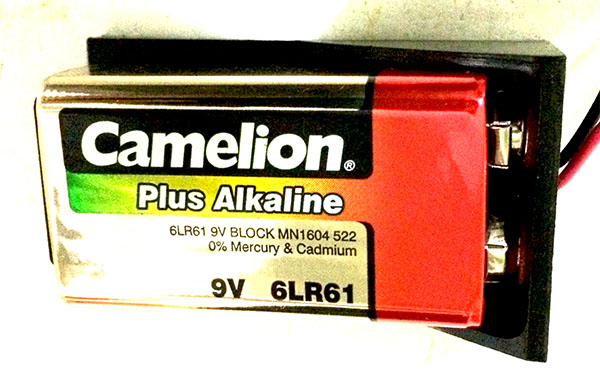 Camelion®
Plus Alkaline
6LR61 9V BLOCK MN1604 522
0% Mercury & Cadmium
9V 6LR61